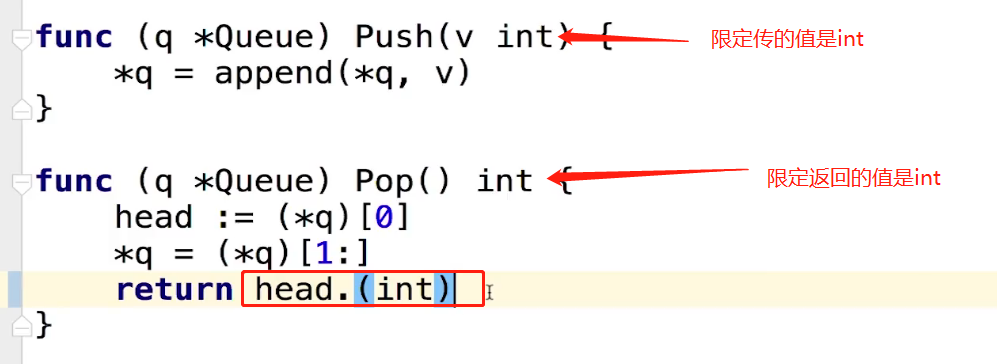 func (q *Queue) Push(v int) { 限定传的值是int
    *q = append(*q, v)
}
func (q *Queue) Pop() int { 限定返回的值是int
    head := (*q)[0]
    *q = (*q)[1:]
    return head.(int)
}